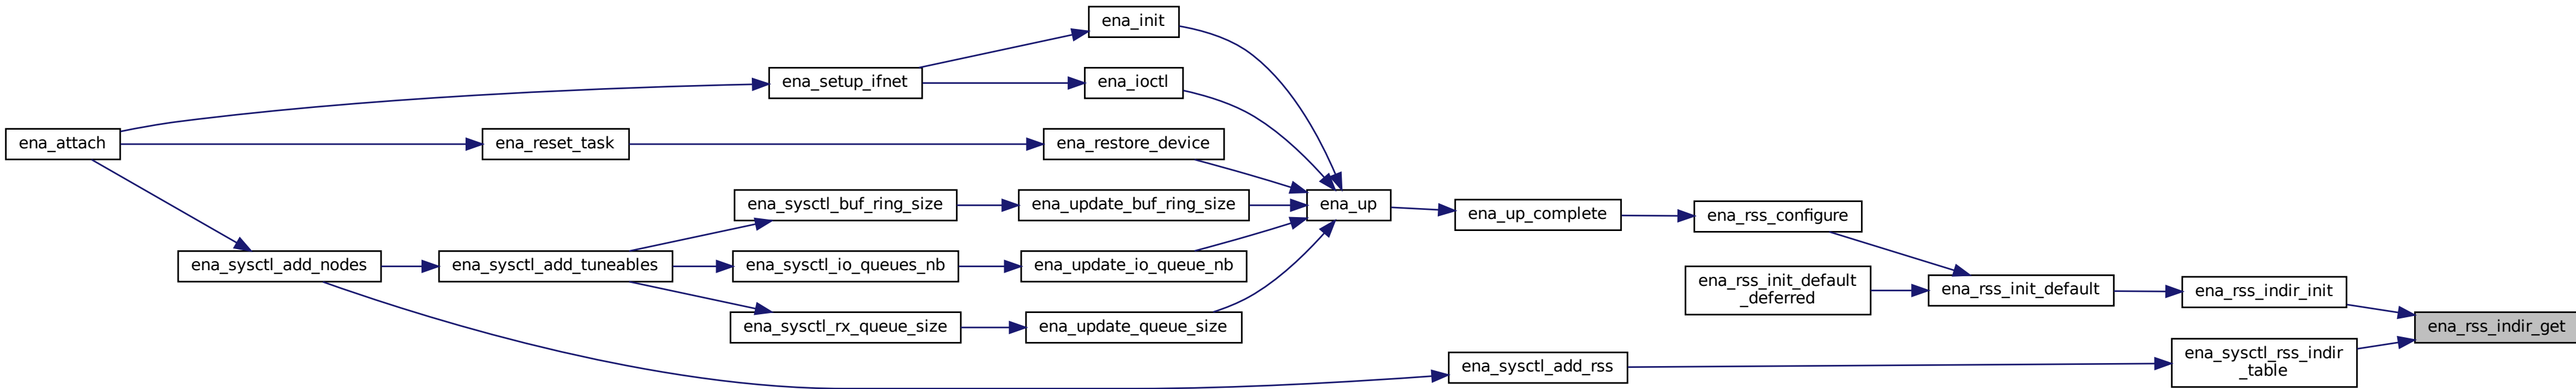 ena_init
ena_setup_ifnet
ena_ioctl
ena_attach
ena_reset_task
ena_restore_device
ena_sysctl_buf_ring_size
ena_update_buf_ring_size
ena_up
ena_up_complete
ena_rss_configure
ena_sysctl_add_nodes
ena_sysctl_add_tuneables
ena_sysctl_io_queues_nb
ena_update_io_queue_nb
ena_rss_init_default
_deferred
ena_rss_init_default
ena_rss_indir_init
ena_sysctl_rx_queue_size
ena_update_queue_size
ena_rss_indir_get
ena_sysctl_add_rss
ena_sysctl_rss_indir
_table